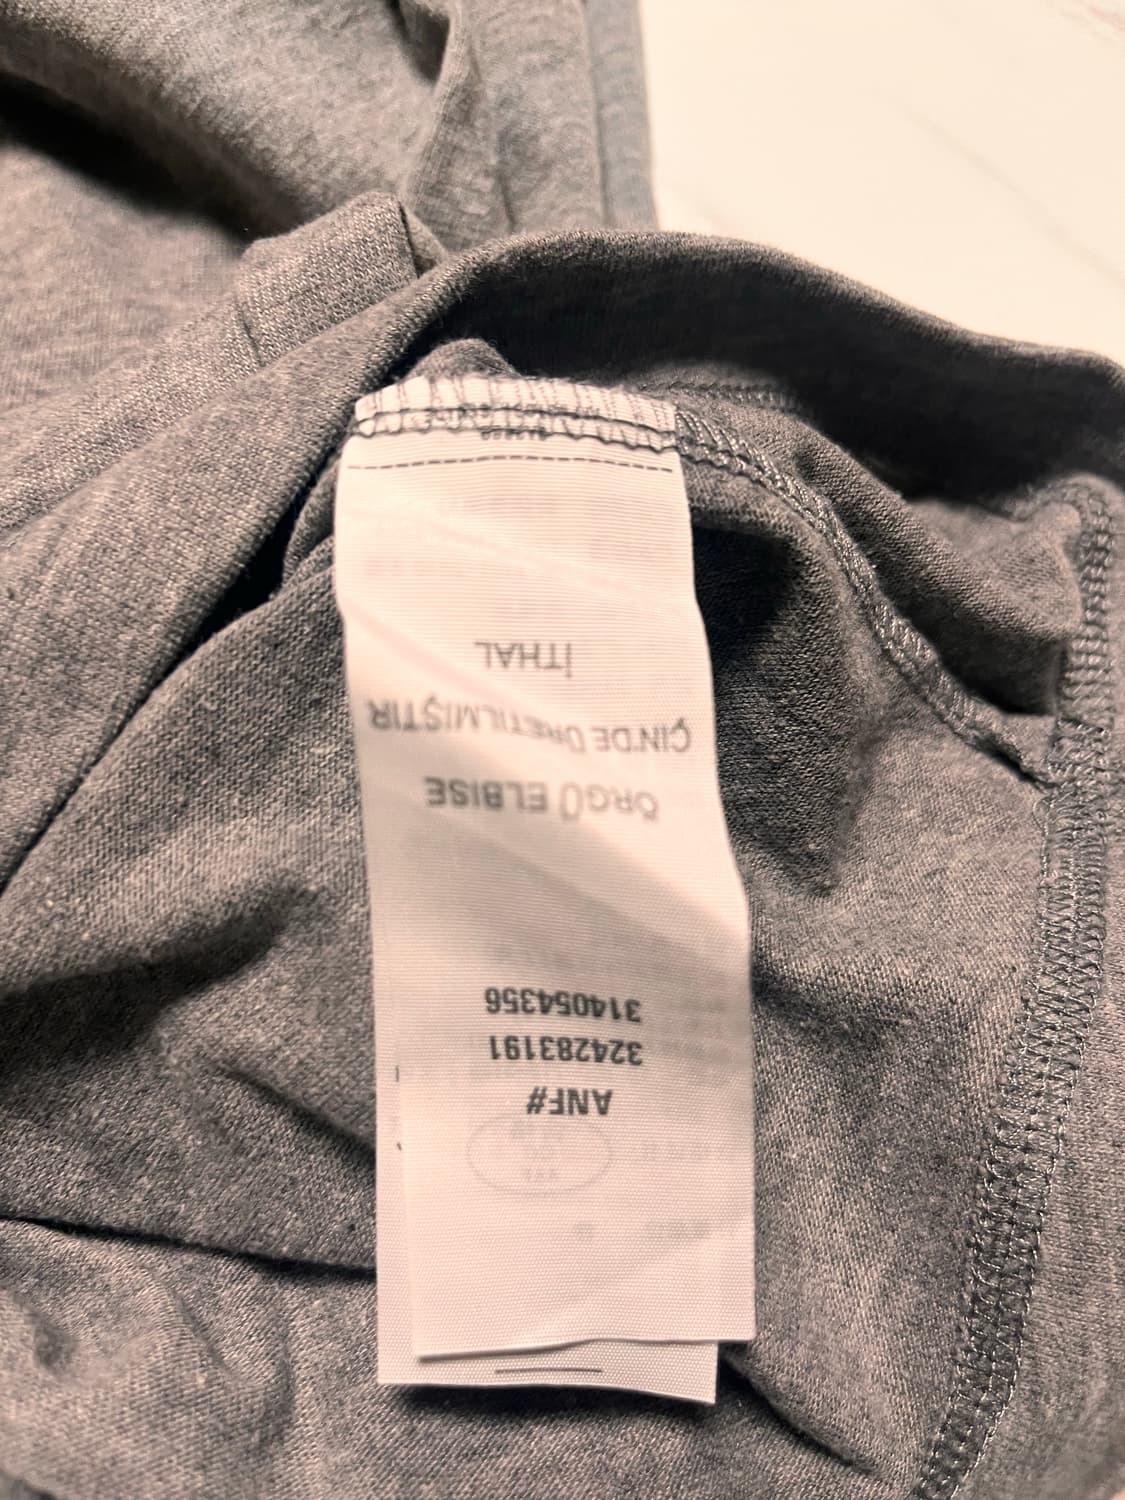 ANF#
324283191
314054356
ÖRGÜ ELBISE
ÇIN.DE ÜRETILMIŞTIR
İTHAL